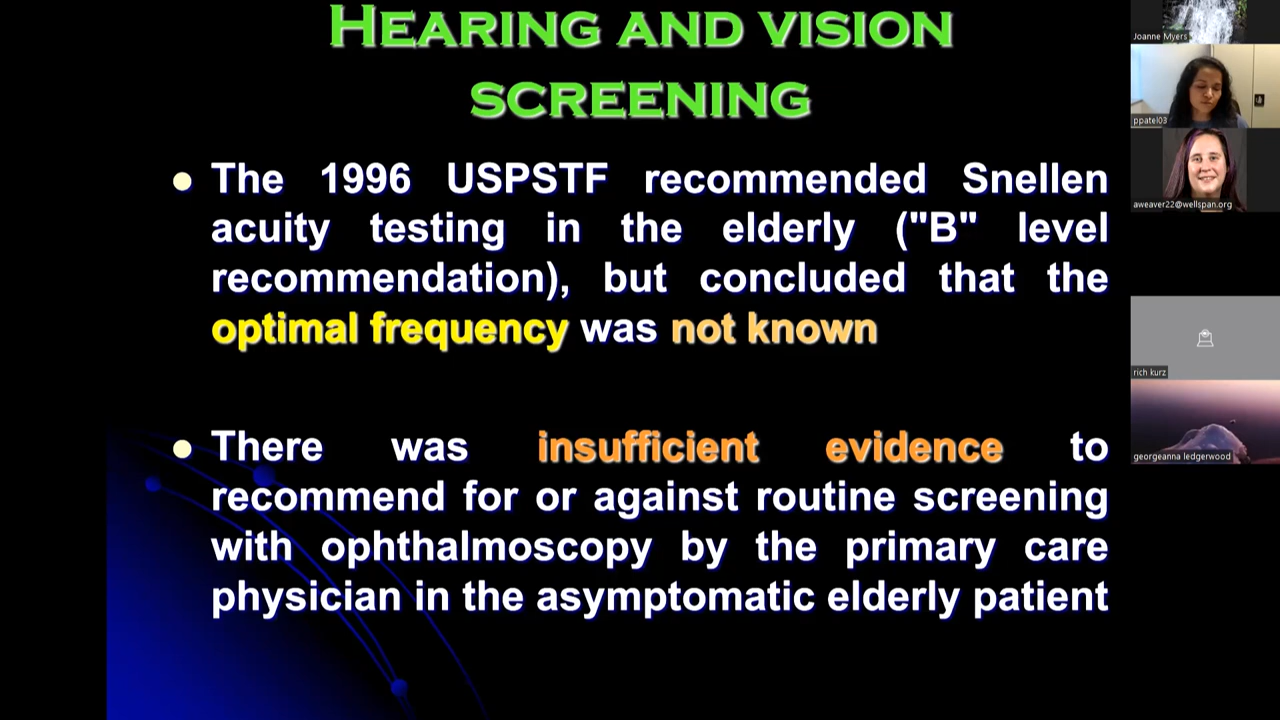 HEARING AND VISION
SCREENING
The 1996 USPSTF recommended Snellen
acuity testing in the elderly ("B" level
recommendation), but concluded that the
optimal frequency was not known
There was insufficient evidence to
recommend for or against routine screening
with ophthalmoscopy by the primary care
physician in the asymptomatic elderly patient
Joanne Myers
ppatel03
aweaver22@wellspan.org
rich kurz
georgeanna ledgerwood